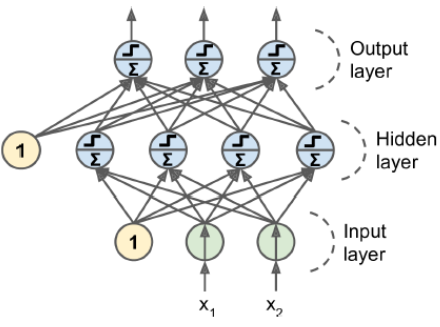 Σ Σ Σ
Output
layer
1
Σ Σ Σ Σ
Hidden
layer
1
Input
layer
x1 x2